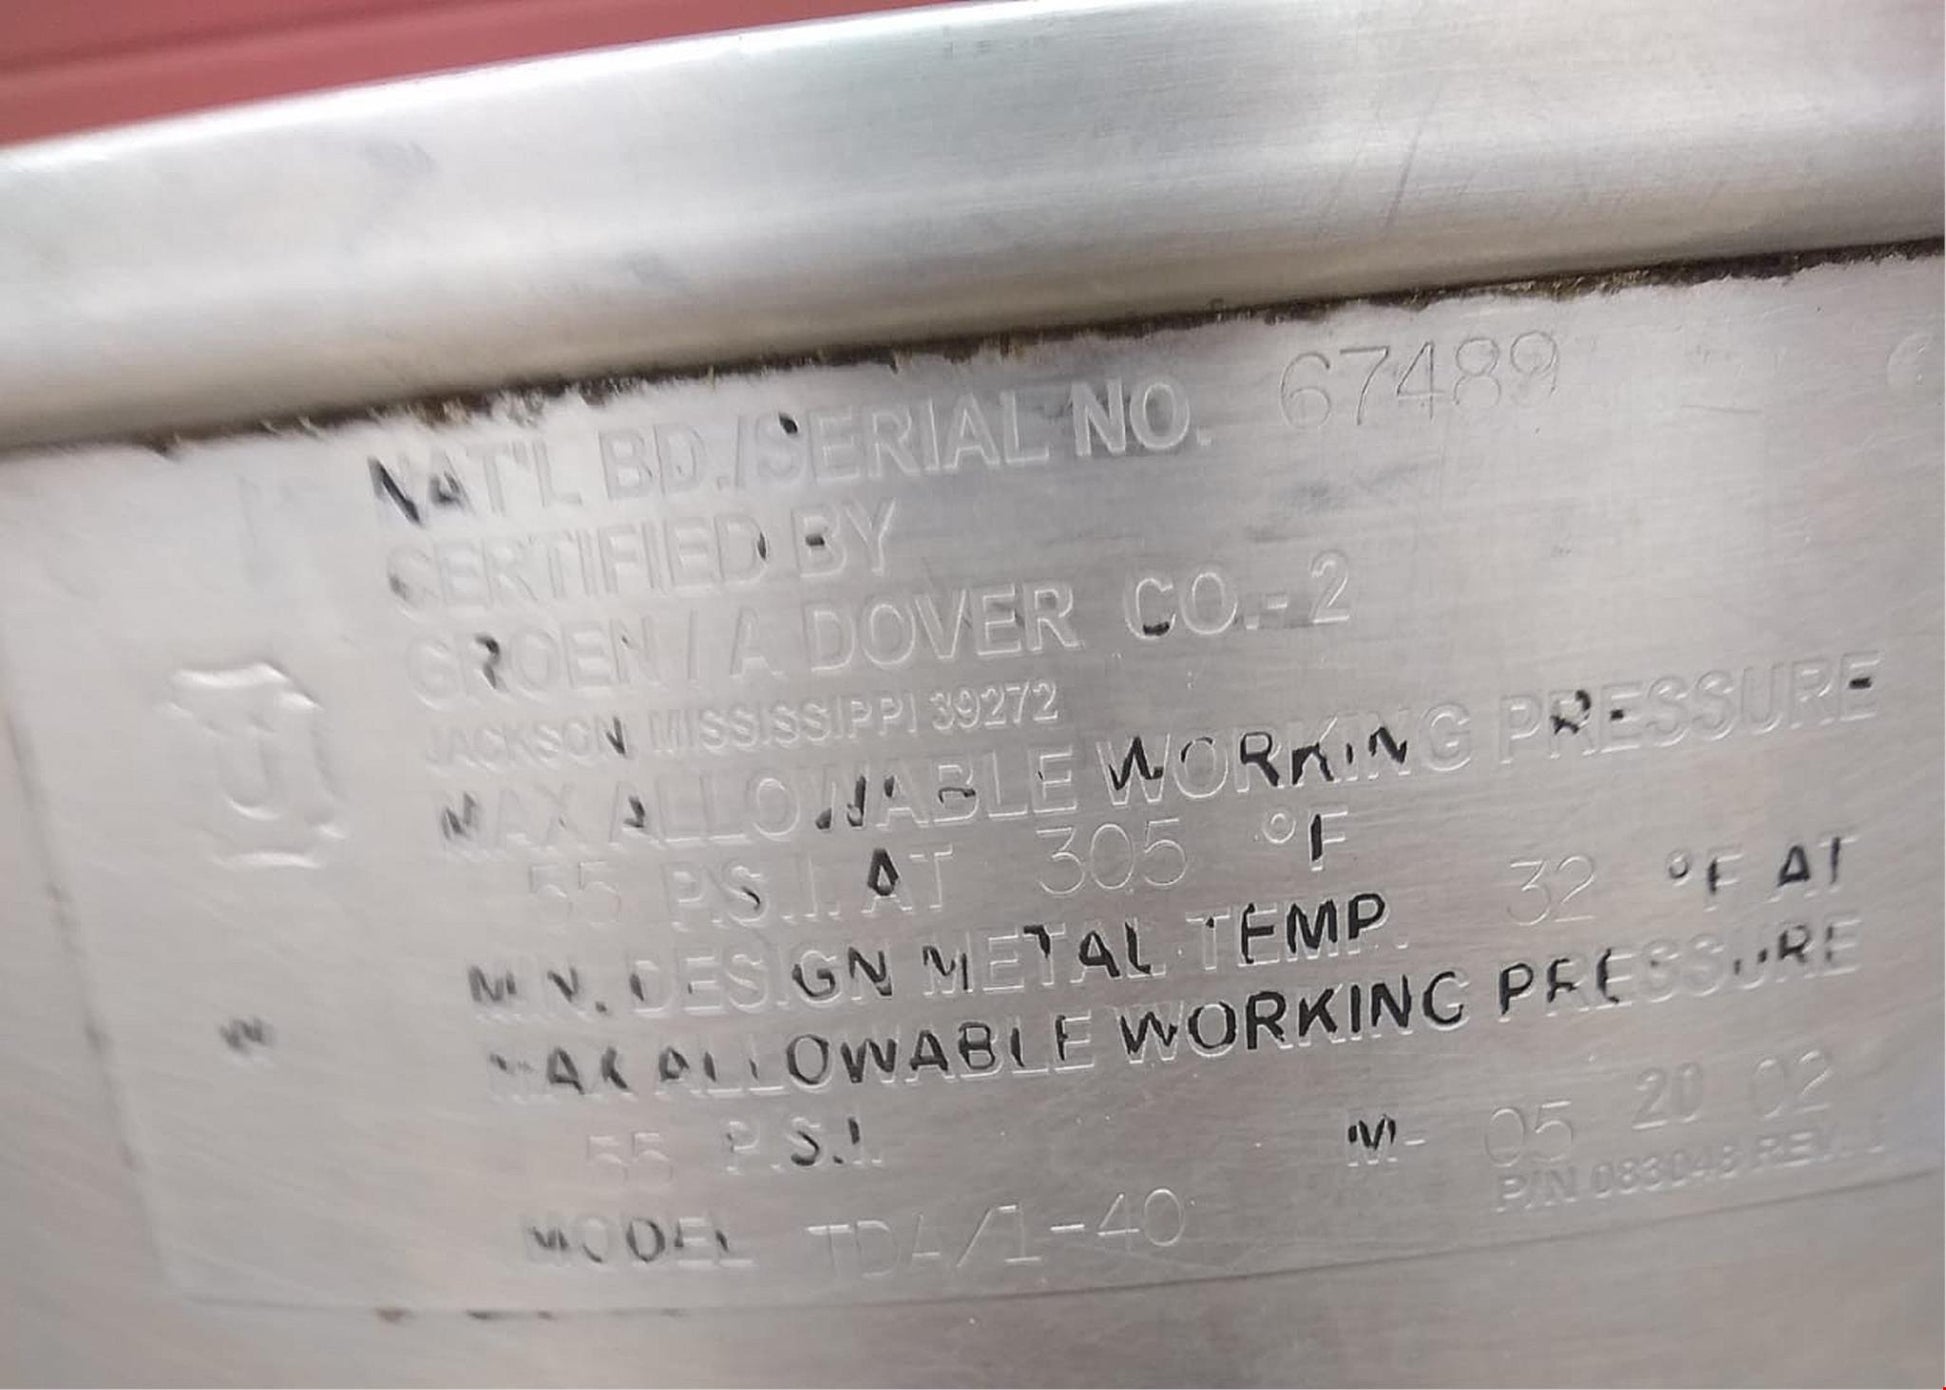 NAT'L BD./SERIAL NO. 67489
CERTIFIED BY
GROEN / A DOVER CO.-2
JACKSON MISSISSIPPI 39272
U
MAX ALLOWABLE WORKING PRESSURE
55 P.S.I. AT 305 °F
MIN. DESIGN METAL TEMP. 32 °F AT
W
MAX ALLOWABLE WORKING PRESSURE
55 P.S.I. M- 05 20 02
P/N 083048 REV. 1
MODEL TDA/1-40